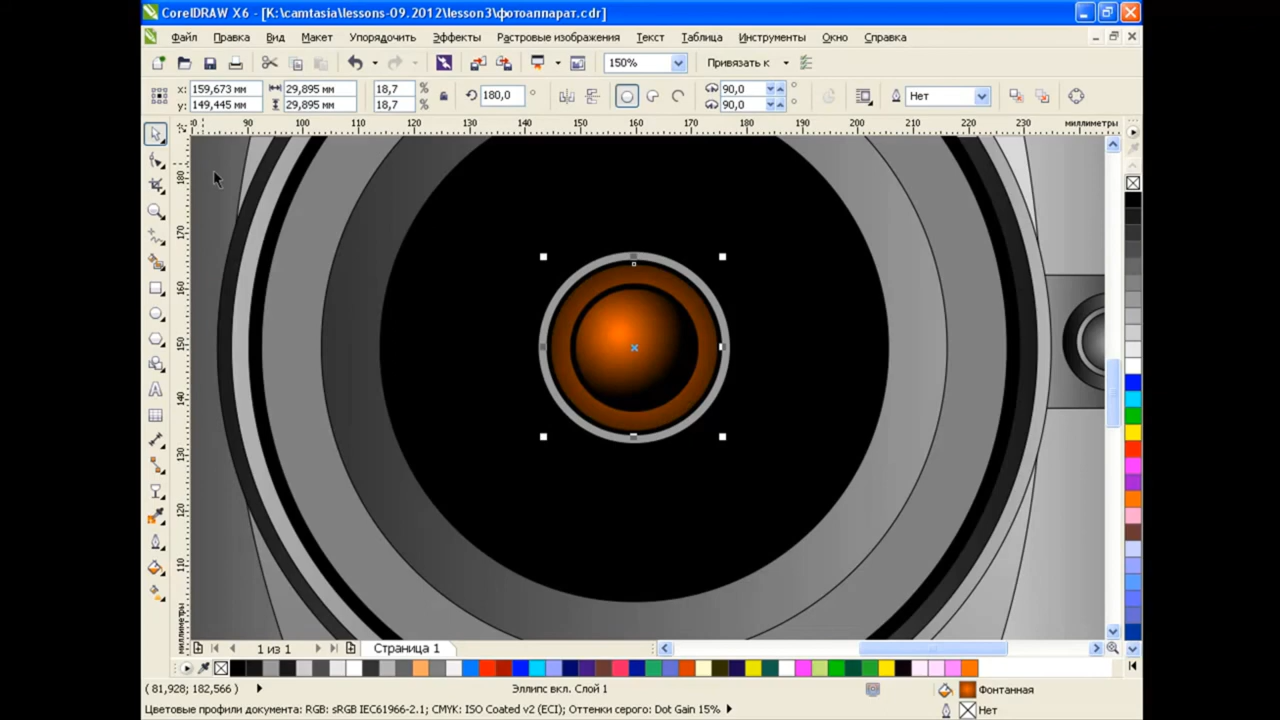 CorelDRAW X6 - [K:\camtasia\lessons-09.2012\lesson3\фотоаппарат.cdr]
Файл Правка Вид Макет Упорядочить Эффекты Растровые изображения Текст Таблица Инструменты Окно Справка
150% Привязать к
x: 159,673 мм 29,895 мм 18,7 % 180,0 ° 90,0 ° Нет
y: 149,445 мм 29,895 мм 18,7 % 90,0 °
90 100 110 120 130 140 150 160 170 180 190 200 210 220 230 миллиметры
180
170
160
150
140
130
120
110
миллиметры
1 из 1 Страница 1
( 81,928; 182,566 ) Эллипс вкл. Слой 1 Фонтанная
Цветовые профили документа: RGB: sRGB IEC61966-2.1; CMYK: ISO Coated v2 (ECI); Оттенки серого: Dot Gain 15% Нет